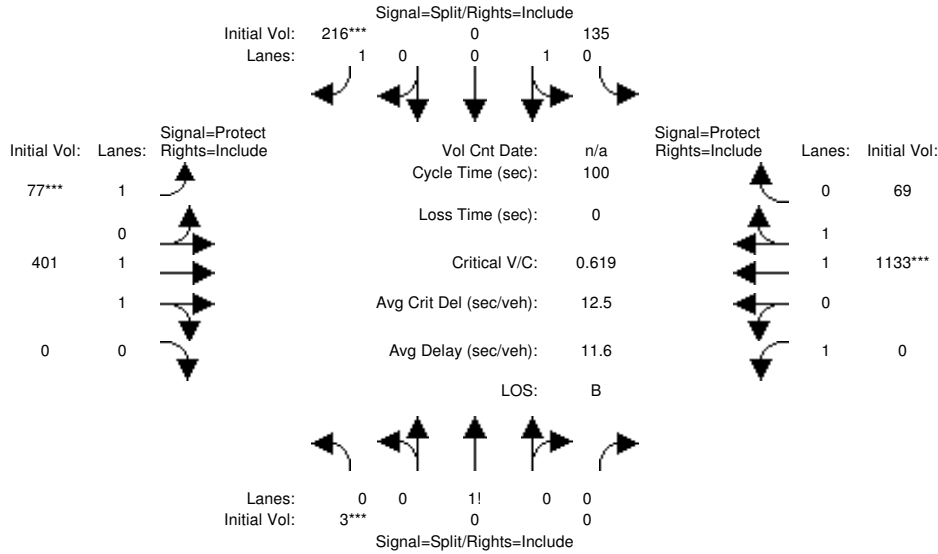 Signal=Split/Rights=Include
Initial Vol: 216*** 0 135
Lanes: 1 0 0 1 0
Signal=Protect Signal=Protect
Initial Vol: Lanes: Rights=Include Vol Cnt Date: n/a Rights=Include Lanes: Initial Vol:
Cycle Time (sec): 100
77*** 1 0 69
Loss Time (sec): 0
0 1
401 1 Critical V/C: 0.619 1 1133***
1 Avg Crit Del (sec/veh): 12.5 0
0 0 Avg Delay (sec/veh): 11.6 1 0
LOS: B
Lanes: 0 0 1! 0 0
Initial Vol: 3*** 0 0
Signal=Split/Rights=Include